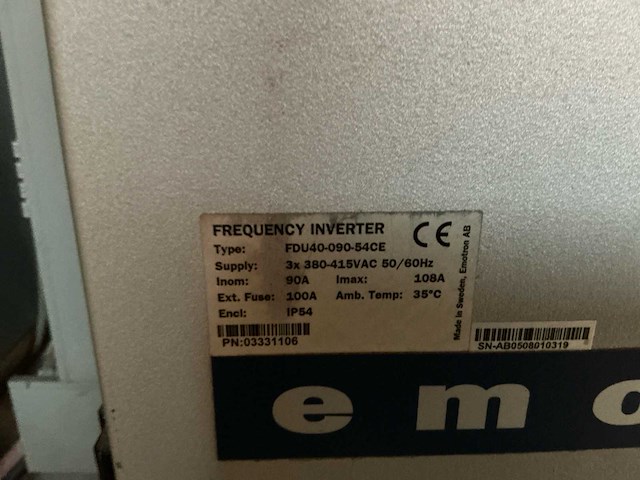 FREQUENCY INVERTER CE
Type: FDU40-090-54CE
Supply: 3x 380-415VAC 50/60Hz
Inom: 90A Imax: 108A
Ext. Fuse: 100A Amb. Temp: 35°C
Encl: IP54
PN:03331106
Made in Sweden, Emotron AB
SN-AB0508010319
emo